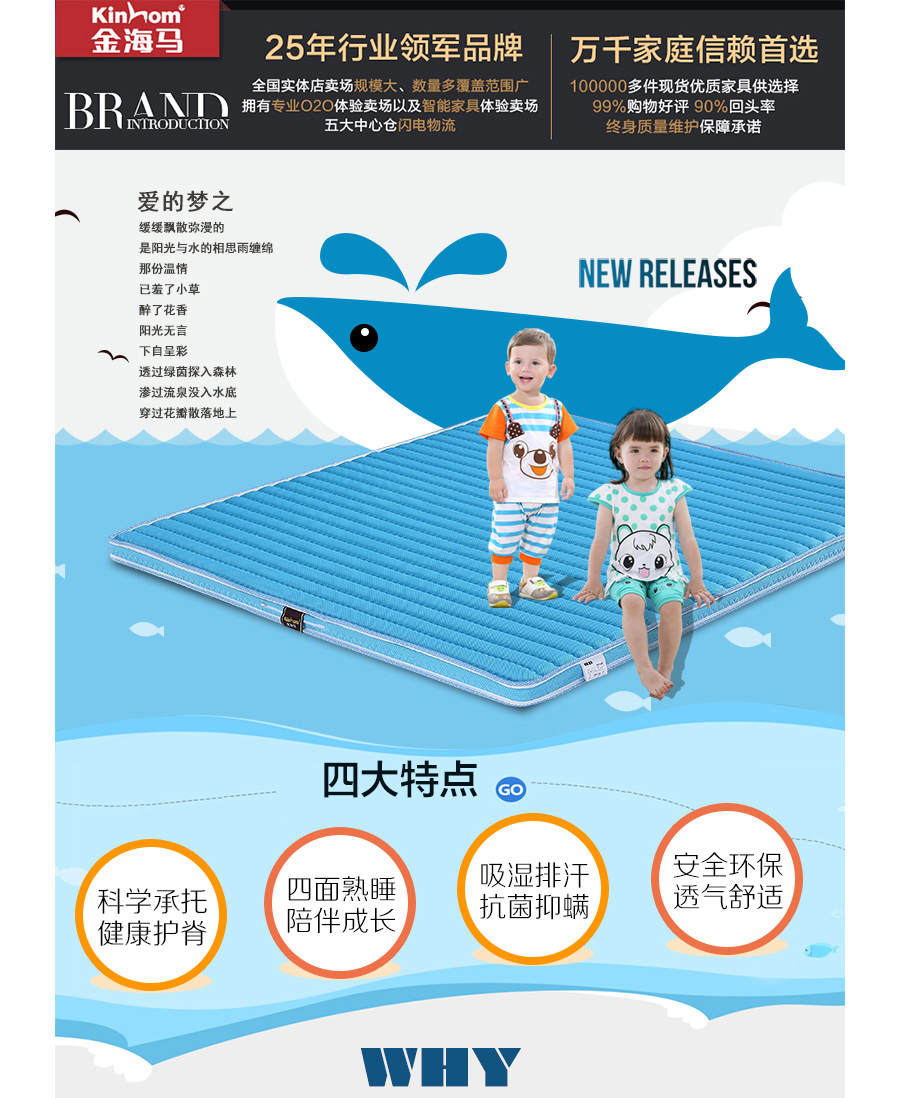 Kinhom®
金海马
BRAND
INTRODUCTION
25年行业领军品牌
全国实体店卖场规模大、数量多覆盖范围广
拥有专业O2O体验卖场以及智能家具体验卖场
五大中心仓闪电物流
万千家庭信赖首选
100000多件现货优质家具供选择
99%购物好评 90%回头率
终身质量维护保障承诺
爱的梦之
缓缓飘散弥漫的
是阳光与水的相思雨缠绵
那份温情
已羞了小草
醉了花香
阳光无言
下自呈彩
透过绿茵探入森林
渗过流泉没入水底
穿过花瓣散落地上
NEW RELEASES
四大特点
GO
科学承托
健康护脊
四面熟睡
陪伴成长
吸湿排汗
抗菌抑螨
安全环保
透气舒适
WHY